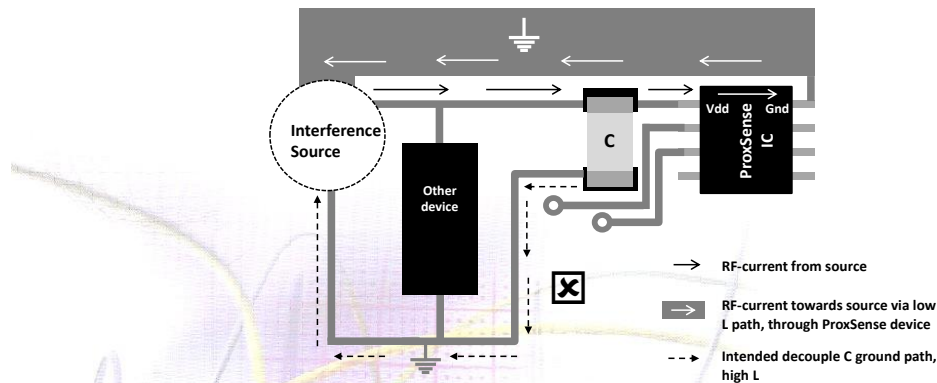 Vdd
Gnd
ProxSense
IC
Interference
Source
C
Other
device
RF-current from source
RF-current towards source via low
L path, through ProxSense device
Intended decouple C ground path,
high L